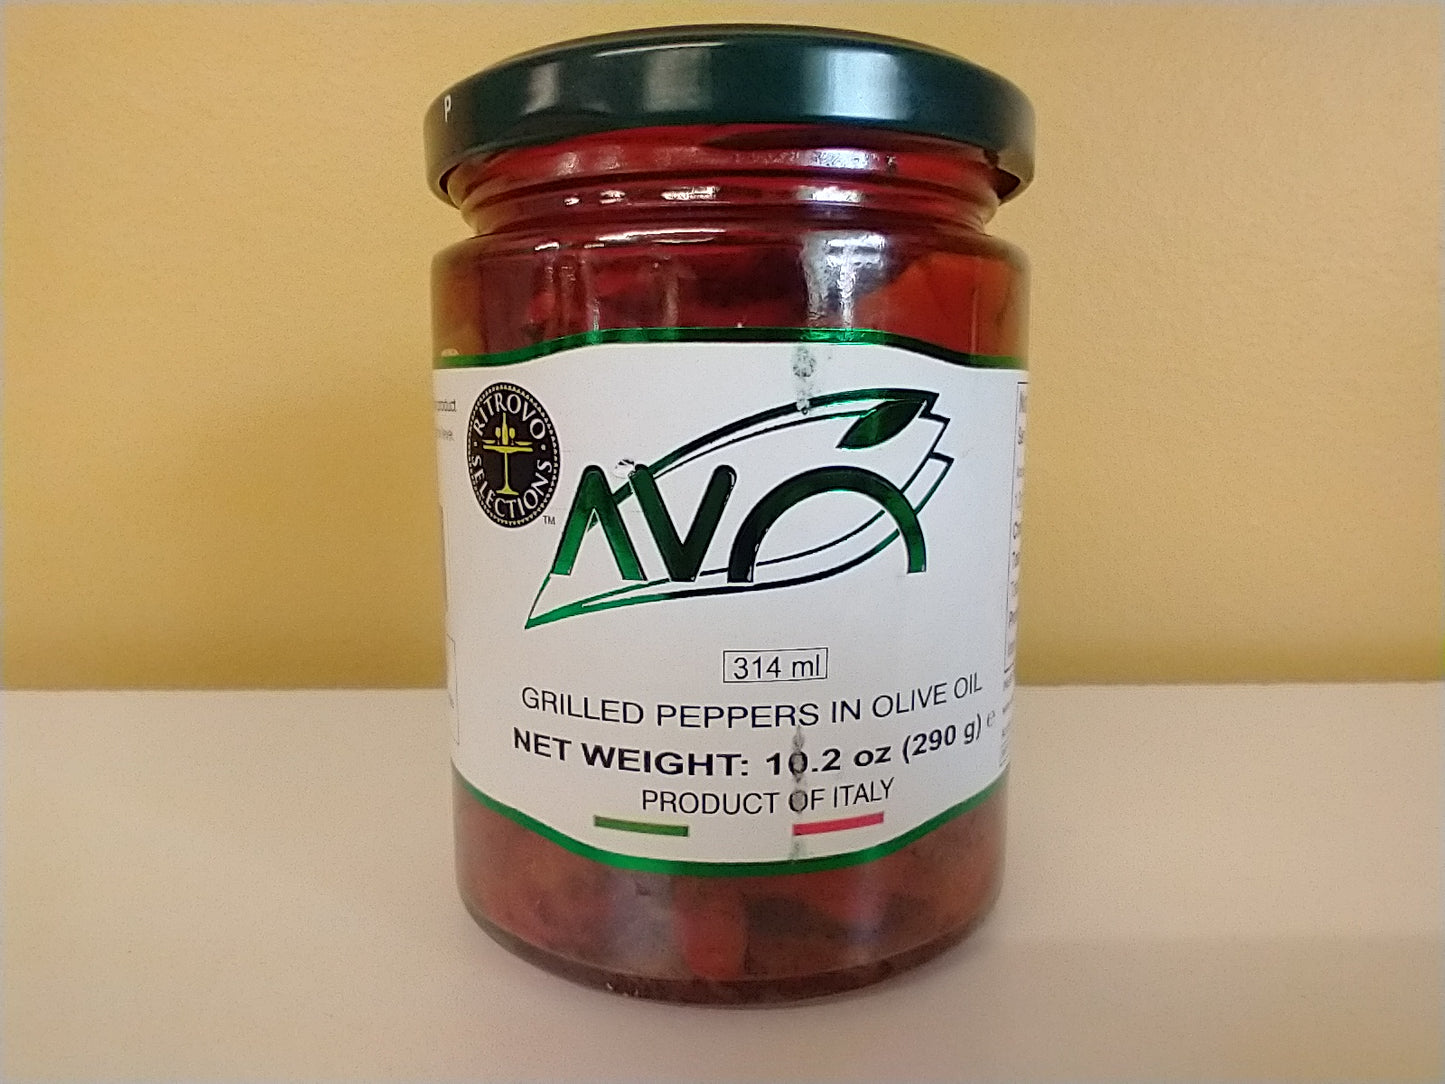 P
RITROVO
SELECTIONS
TM
AVO
314 ml
GRILLED PEPPERS IN OLIVE OIL
NET WEIGHT: 10.2 oz (290 g) e
PRODUCT OF ITALY